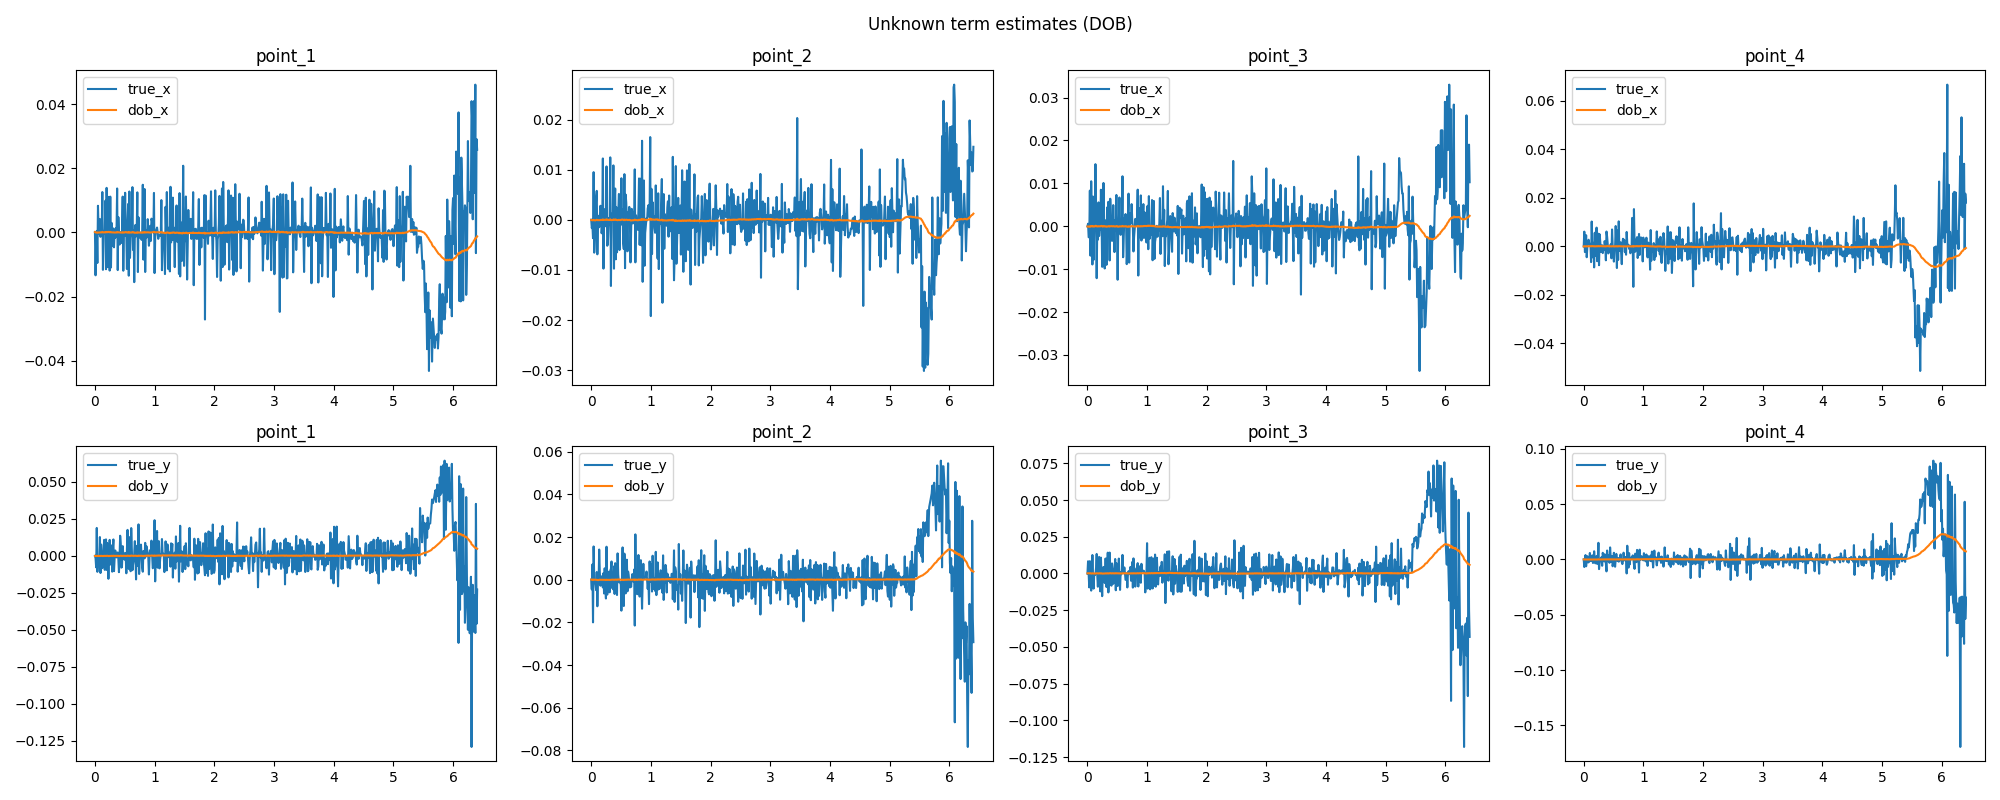 Unknown term estimates (DOB)
point_1
point_2
point_3
point_4
true_x
dob_x
true_x
dob_x
true_x
dob_x
true_x
dob_x
0.04
0.02
0.00
−0.02
−0.04
0.02
0.01
0.00
−0.01
−0.02
−0.03
0.03
0.02
0.01
0.00
−0.01
−0.02
−0.03
0.06
0.04
0.02
0.00
−0.02
−0.04
0 1 2 3 4 5 6
0 1 2 3 4 5 6
0 1 2 3 4 5 6
0 1 2 3 4 5 6
point_1
point_2
point_3
point_4
true_y
dob_y
true_y
dob_y
true_y
dob_y
true_y
dob_y
0.050
0.025
0.000
−0.025
−0.050
−0.075
−0.100
−0.125
0.06
0.04
0.02
0.00
−0.02
−0.04
−0.06
−0.08
0.075
0.050
0.025
0.000
−0.025
−0.050
−0.075
−0.100
−0.125
0.10
0.05
0.00
−0.05
−0.10
−0.15
0 1 2 3 4 5 6
0 1 2 3 4 5 6
0 1 2 3 4 5 6
0 1 2 3 4 5 6